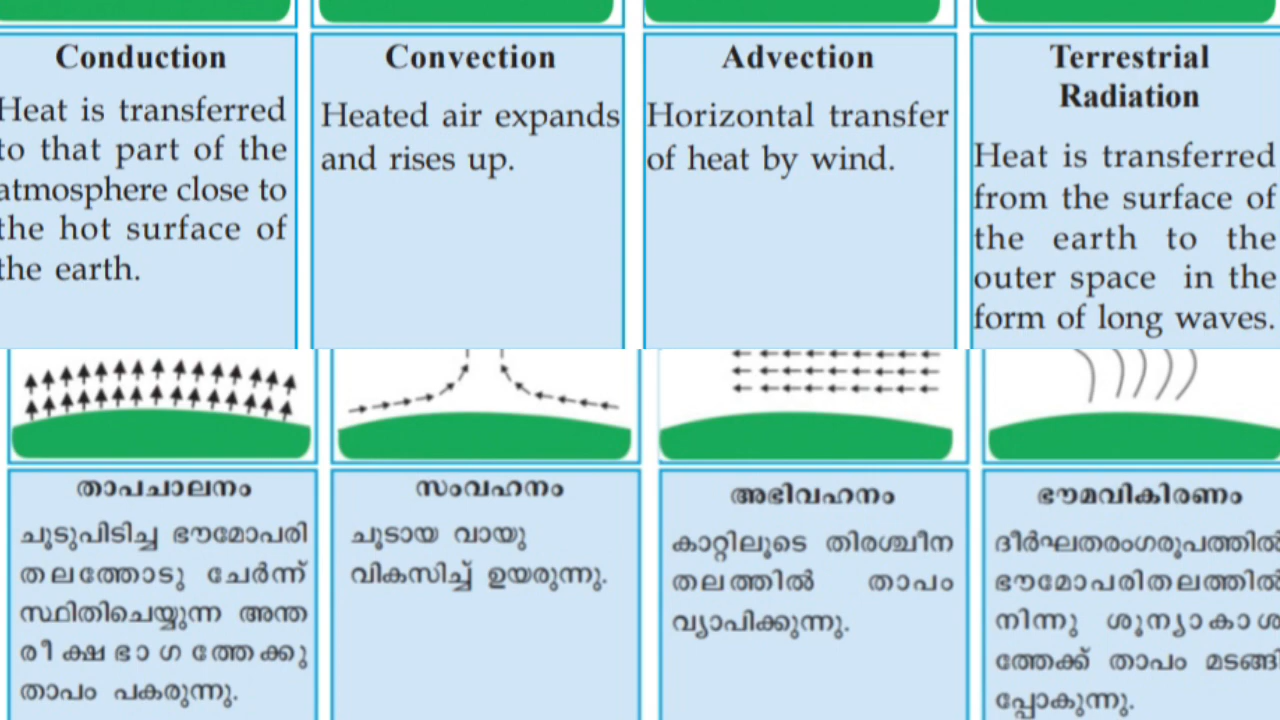 Conduction
Heat is transferred
to that part of the
atmosphere close to
the hot surface of
the earth.
Convection
Heated air expands
and rises up.
Advection
Horizontal transfer
of heat by wind.
Terrestrial
Radiation
Heat is transferred
from the surface of
the earth to the
outer space in the
form of long waves.
താപചാലനം
ചൂടുപിടിച്ച ഭൗമോപരി
തലത്തോടു ചേർന്ന്
സ്ഥിതിചെയ്യുന്ന അന്ത
രീക്ഷഭാഗത്തേക്കു
താപം പകരുന്നു.
സംവഹനം
ചൂടായ വായു
വികസിച്ച് ഉയരുന്നു.
അഭിവഹനം
കാറ്റിലൂടെ തിരശ്ചീന
തലത്തിൽ താപം
വ്യാപിക്കുന്നു.
ഭൗമവികിരണം
ദീർഘതരംഗരൂപത്തിൽ
ഭൗമോപരിതലത്തിൽ
നിന്നു ശൂന്യാകാശ
ത്തേക്ക് താപം മടങ്ങി
പ്പോകുന്നു.